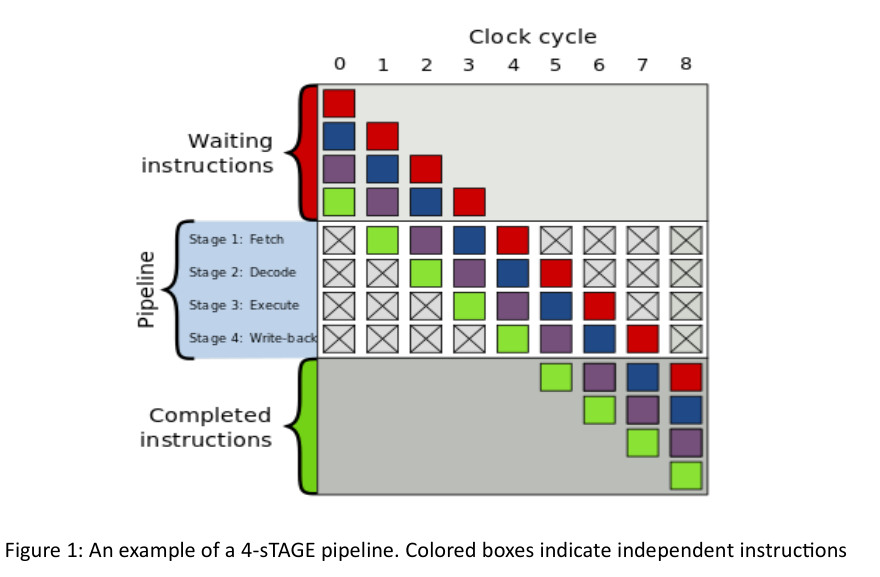 Clock cycle
0 1 2 3 4 5 6 7 8
Waiting
instructions
Pipeline
Stage 1: Fetch
Stage 2: Decode
Stage 3: Execute
Stage 4: Write-back
Completed
instructions
Figure 1: An example of a 4-sTAGE pipeline. Colored boxes indicate independent instructions